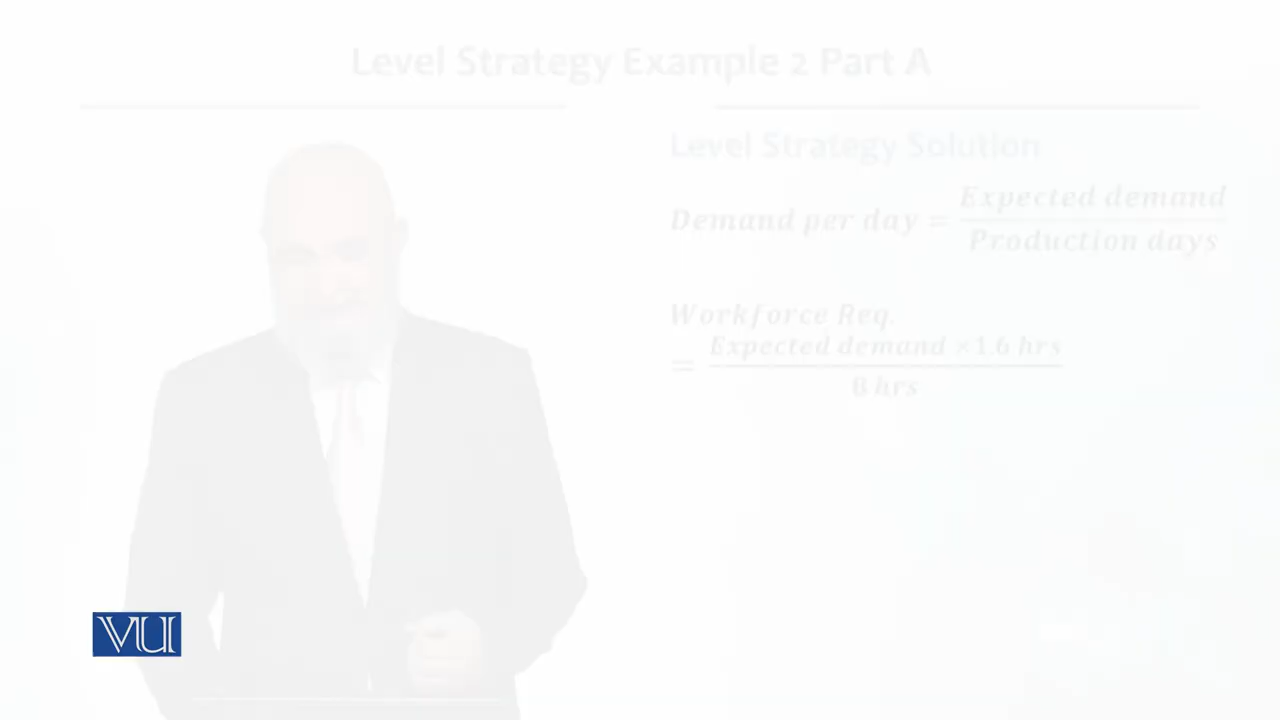 Level Strategy Example 2 Part A
Level Strategy Solution
Demand per day = Expected demand / Production days
Workforce Req.
= Expected demand × 1.6 hrs / 8 hrs
VU